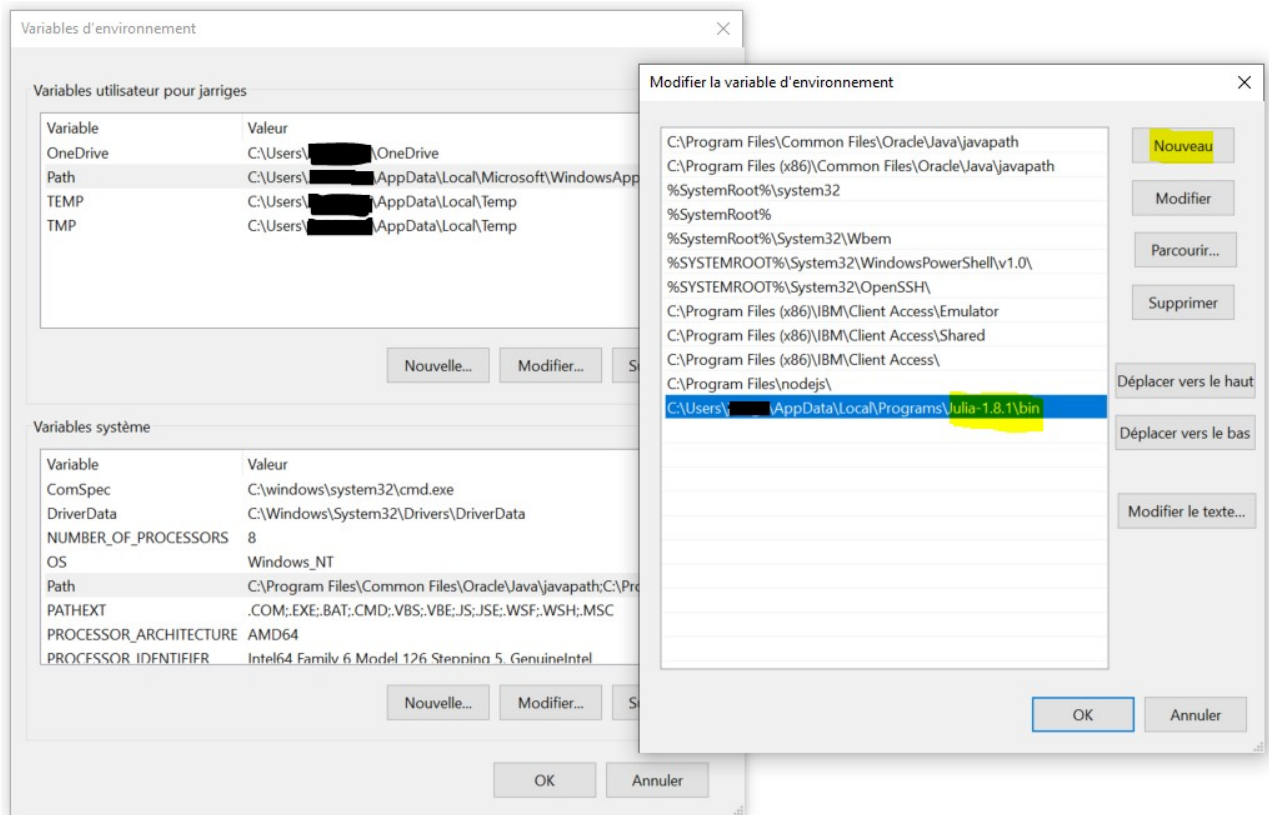 Variables d'environnement
Variables utilisateur pour jarriges
Variable Valeur
OneDrive C:\Users\ \OneDrive
Path C:\Users\ \AppData\Local\Microsoft\WindowsApp
TEMP C:\Users\ \AppData\Local\Temp
TMP C:\Users\ \AppData\Local\Temp
Nouvelle... Modifier...
Variables système
Variable Valeur
ComSpec C:\windows\system32\cmd.exe
DriverData C:\Windows\System32\Drivers\DriverData
NUMBER_OF_PROCESSORS 8
OS Windows_NT
Path C:\Program Files\Common Files\Oracle\Java\javapath;C:\Pro
PATHEXT .COM;.EXE;.BAT;.CMD;.VBS;.VBE;.JS;.JSE;.WSF;.WSH;.MSC
PROCESSOR_ARCHITECTURE AMD64
PROCESSOR_IDENTIFIER Intel64 Family 6 Model 126 Stepping 5, GenuineIntel
Nouvelle... Modifier...
OK Annuler
Modifier la variable d'environnement
C:\Program Files\Common Files\Oracle\Java\javapath
C:\Program Files (x86)\Common Files\Oracle\Java\javapath
%SystemRoot%\system32
%SystemRoot%
%SystemRoot%\System32\Wbem
%SYSTEMROOT%\System32\WindowsPowerShell\v1.0\
%SYSTEMROOT%\System32\OpenSSH\
C:\Program Files (x86)\IBM\Client Access\Emulator
C:\Program Files (x86)\IBM\Client Access\Shared
C:\Program Files (x86)\IBM\Client Access\
C:\Program Files\nodejs\
C:\Users\ \AppData\Local\Programs\Julia-1.8.1\bin
Nouveau
Modifier
Parcourir...
Supprimer
Déplacer vers le haut
Déplacer vers le bas
Modifier le texte...
OK Annuler